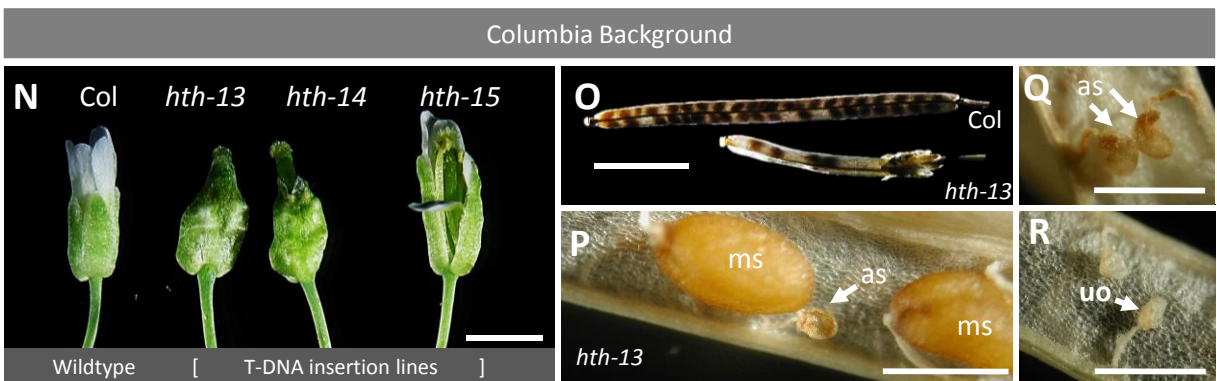 Columbia Background
N Col hth-13 hth-14 hth-15
Wildtype [ T-DNA insertion lines ]
O
Col
hth-13
P ms as ms
hth-13
Q as
R
uo